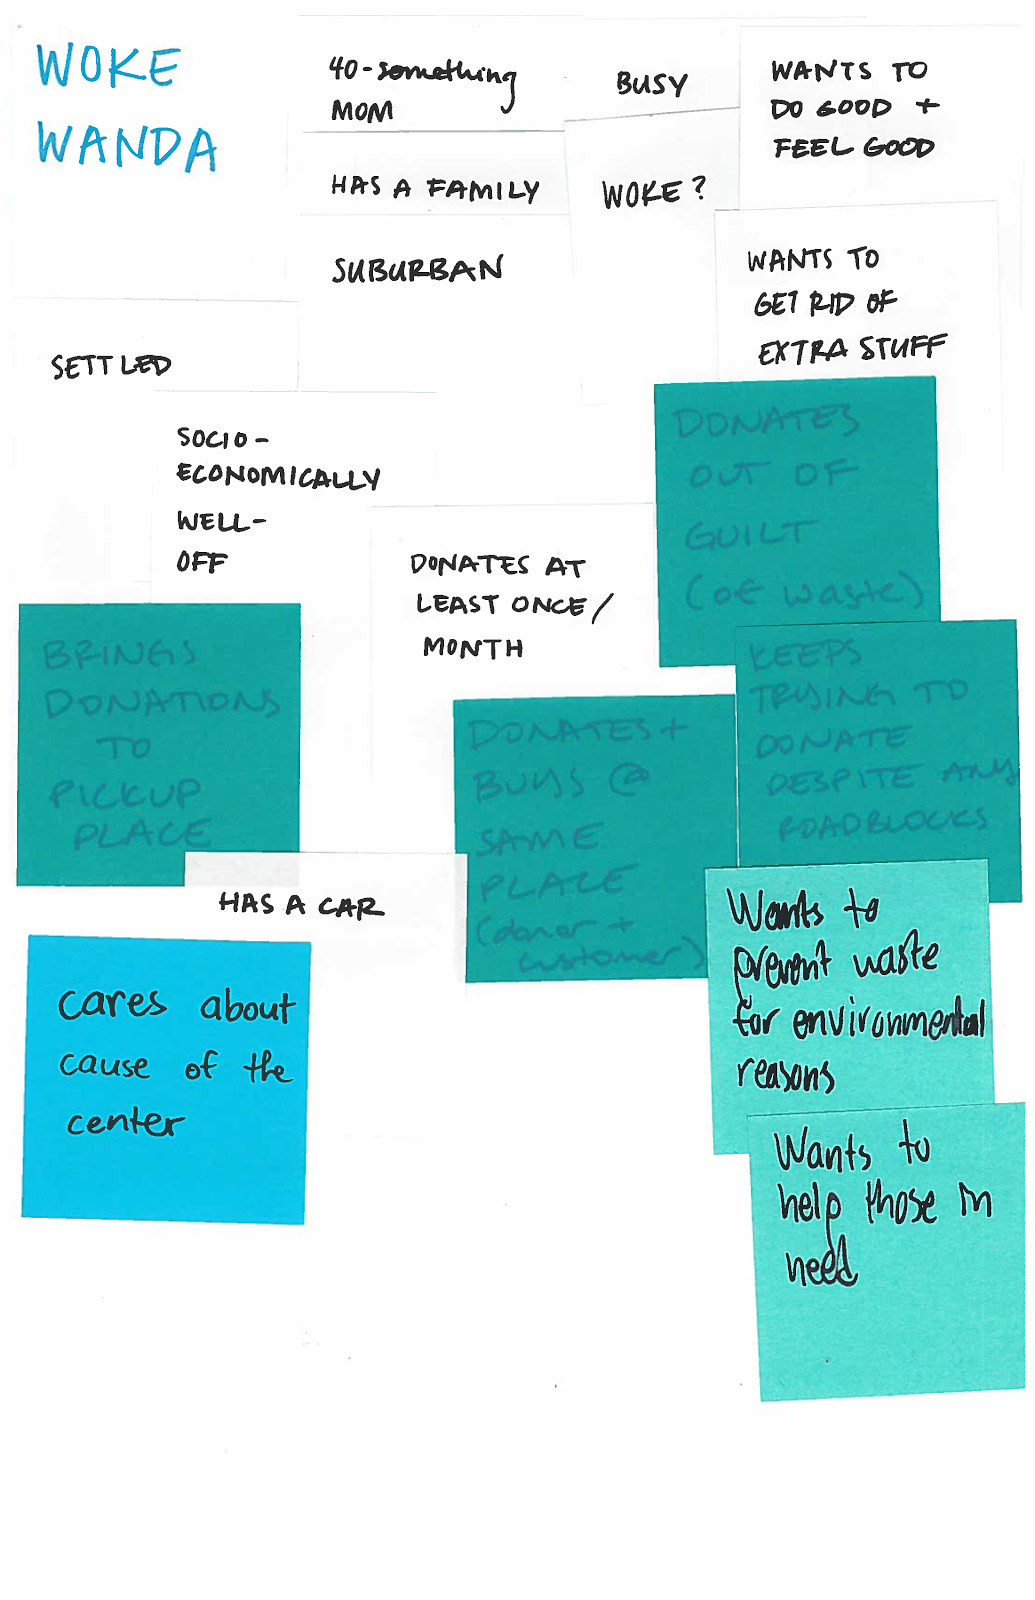 WOKE
WANDA
40-something
MOM
BUSY
WANTS TO
DO GOOD +
FEEL GOOD
HAS A FAMILY
WOKE?
SUBURBAN
WANTS TO
GET RID OF
EXTRA STUFF
SETTLED
SOCIO-
ECONOMICALLY
WELL-
OFF
DONATES
OUT OF
GUILT
(of waste)
DONATES AT
LEAST ONCE/
MONTH
BRINGS
DONATIONS
TO
PICKUP
PLACE
KEEPS
TRYING TO
DONATE
DESPITE ANY
ROADBLOCKS
DONATES +
BUYS @
SAME
PLACE
(donor +
customer)
HAS A CAR
Wants to
prevent waste
for environmental
reasons
cares about
cause of the
center
Wants to
help those in
need